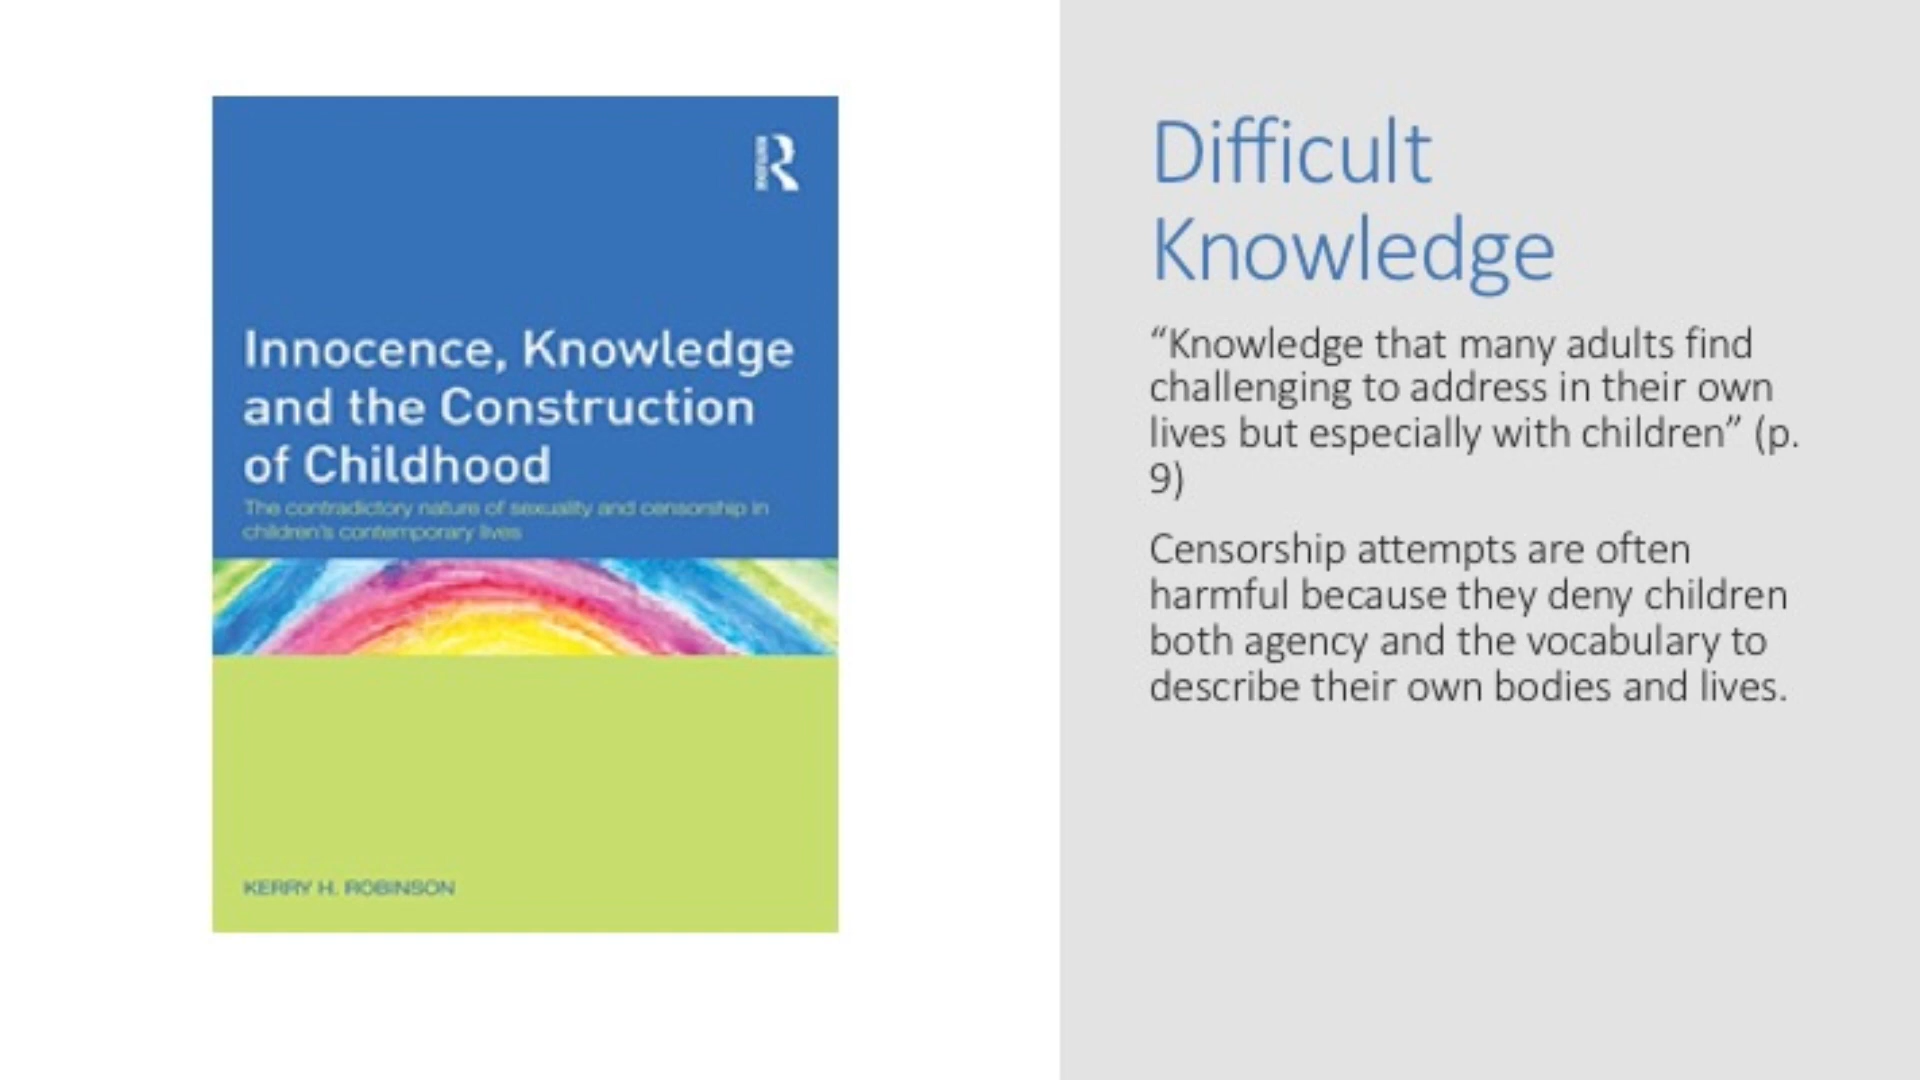 Innocence, Knowledge
and the Construction
of Childhood
The contradictory nature of sexuality and censorship in
children's contemporary lives
KERRY H. ROBINSON
Difficult
Knowledge
“Knowledge that many adults find
challenging to address in their own
lives but especially with children” (p.
9)
Censorship attempts are often
harmful because they deny children
both agency and the vocabulary to
describe their own bodies and lives.